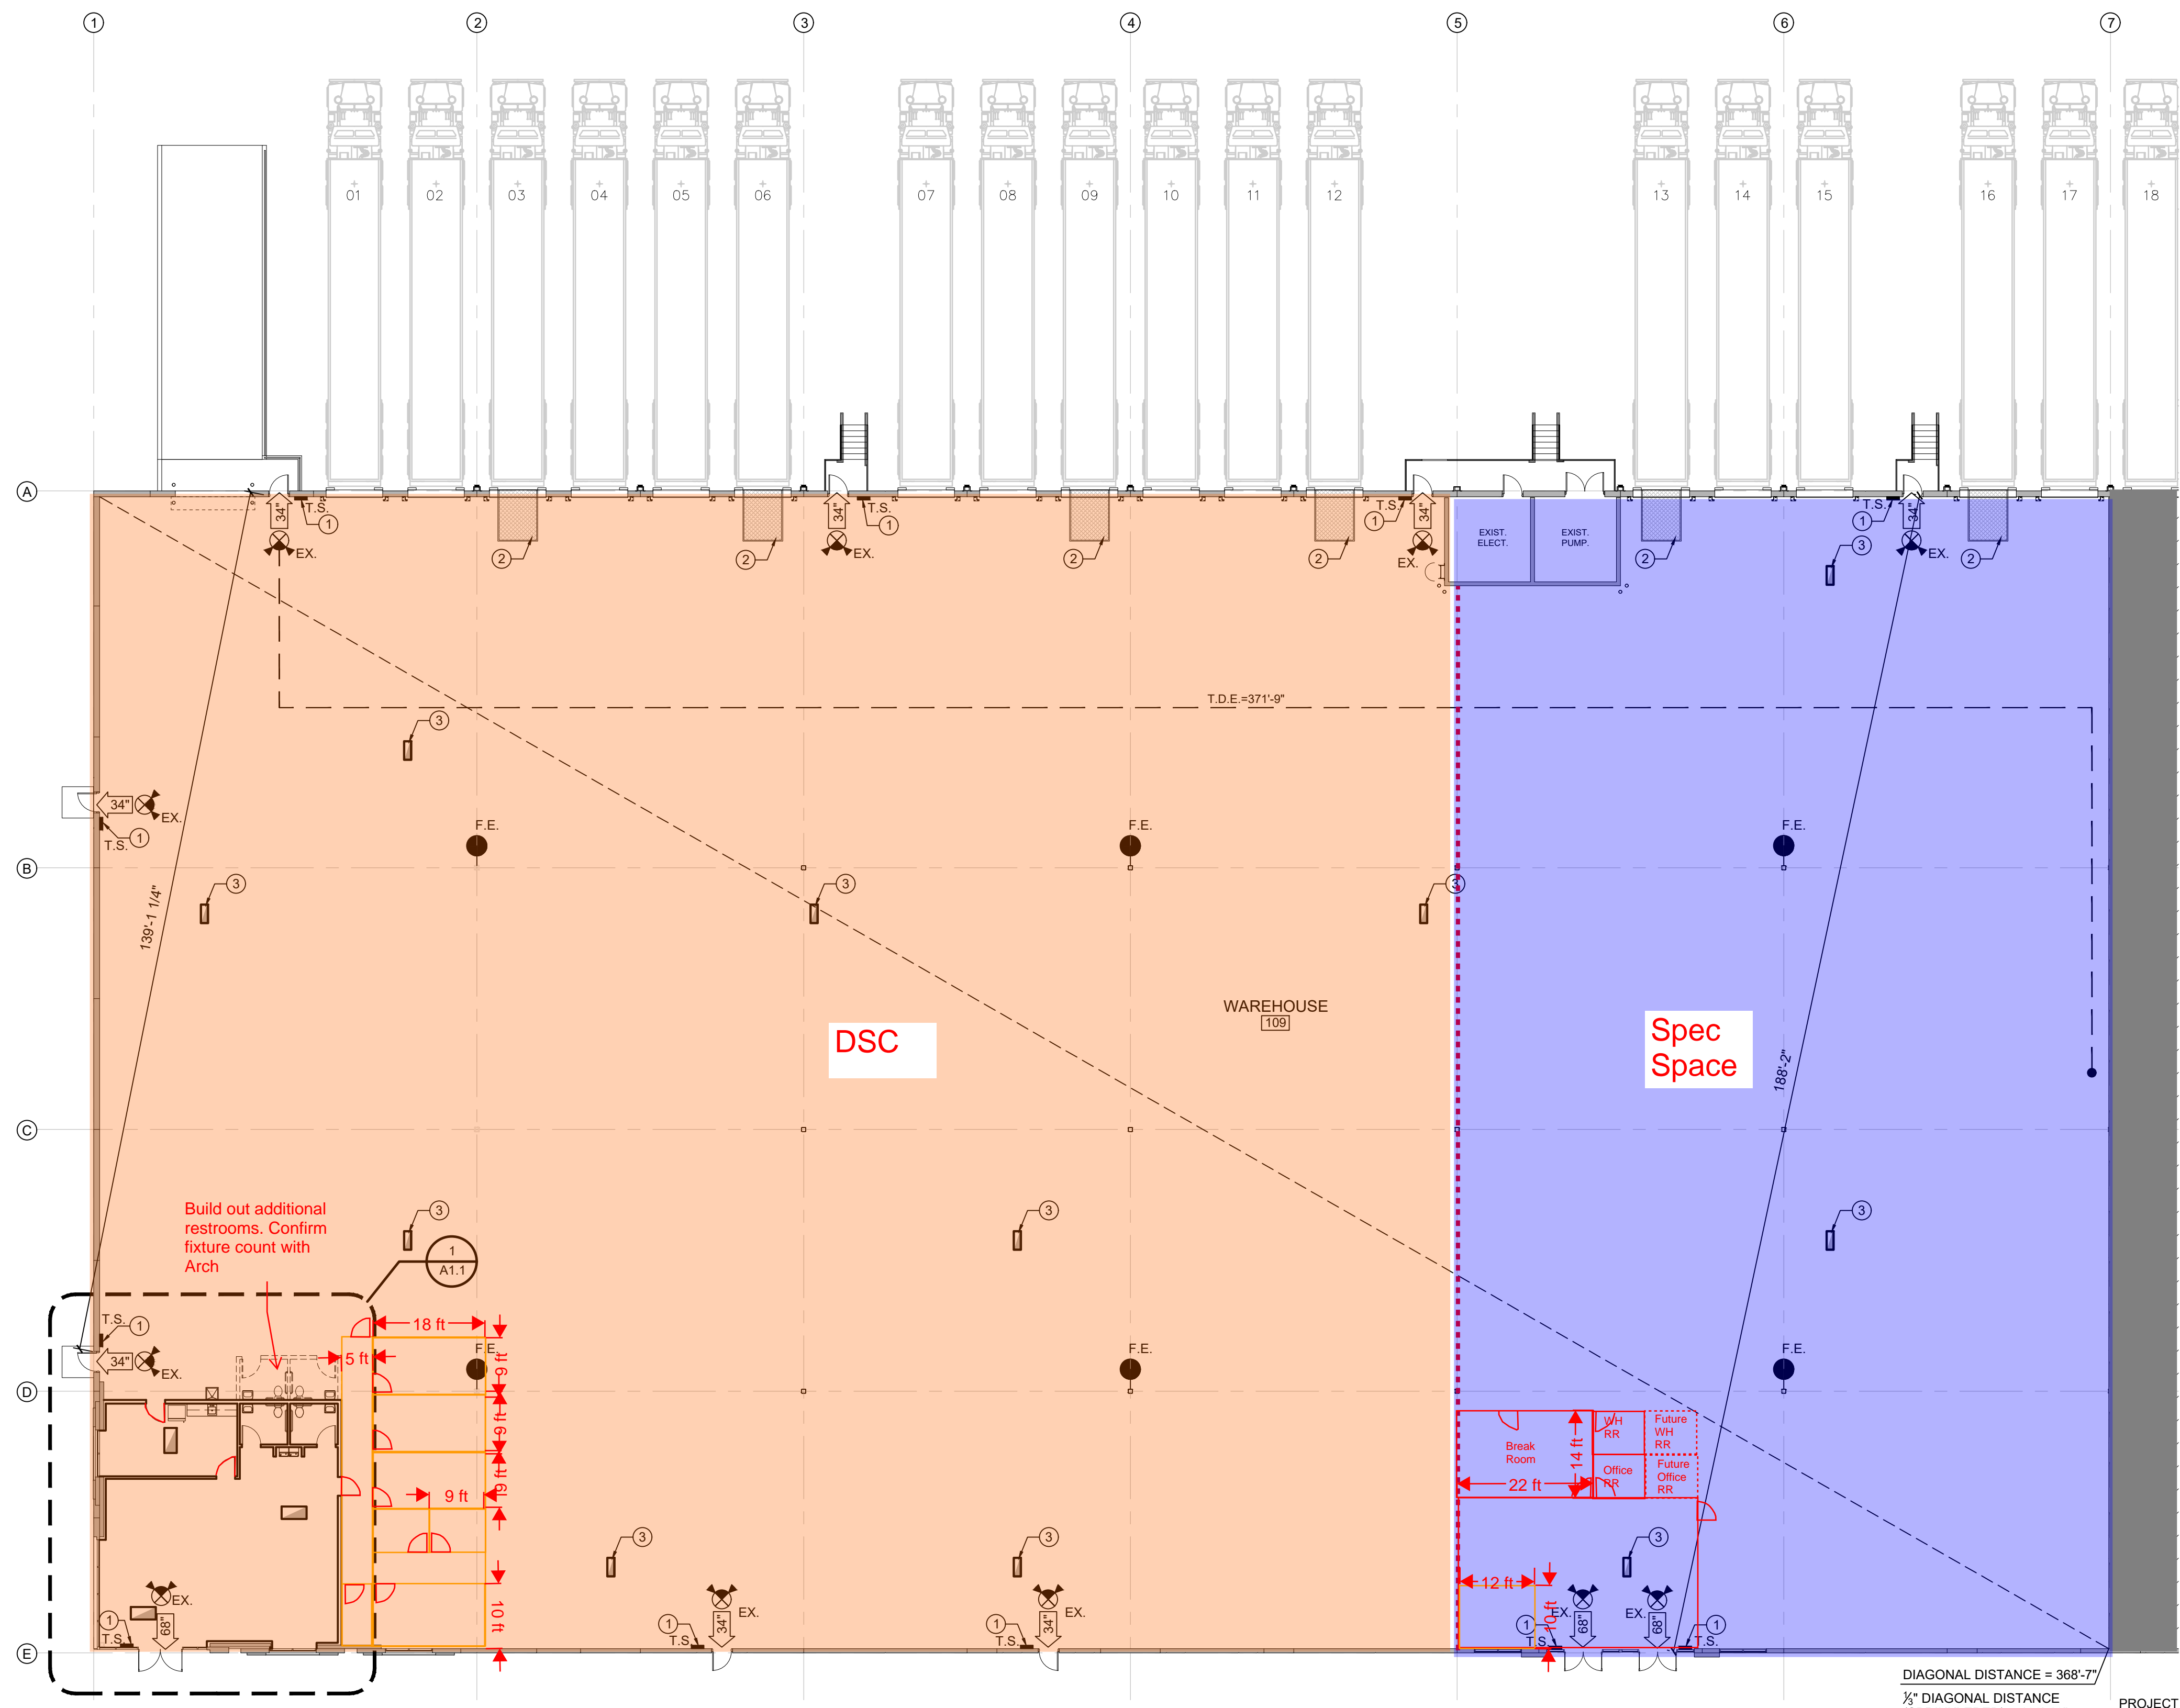 1
2
3
4
5
6
7
01
02
03
04
05
06
07
08
09
10
11
12
13
14
15
16
17
18
A
34"
T.S.
1
EX.
2
2
34"
T.S.
1
EX.
2
2
T.S.
1
34"
EX.
EXIST.
ELECT.
EXIST.
PUMP.
2
T.S.
1
34"
EX.
3
2
T.D.E.=371'-9"
3
34"
EX.
T.S.
1
F.E.
F.E.
F.E.
B
3
3
3
139'-1 1/4"
WAREHOUSE
109
DSC
Spec
Space
188'-2"
C
Build out additional
restrooms. Confirm
fixture count with
Arch
3
1
A1.1
3
3
T.S.
1
34"
EX.
18 ft
5 ft
F.E.
9 ft
F.E.
F.E.
D
9 ft
9 ft
9 ft
Break
Room
14 ft
22 ft
WH
RR
Future
WH
RR
Office
RR
Future
Office
RR
3
3
3
EX.
68"
1
T.S.
10 ft
1
T.S.
34"
EX.
1
T.S.
34"
EX.
12 ft
10 ft
1
T.S.
EX.
68"
EX.
68"
1
T.S.
E
DIAGONAL DISTANCE = 368'-7"
⅓" DIAGONAL DISTANCE
PROJECT